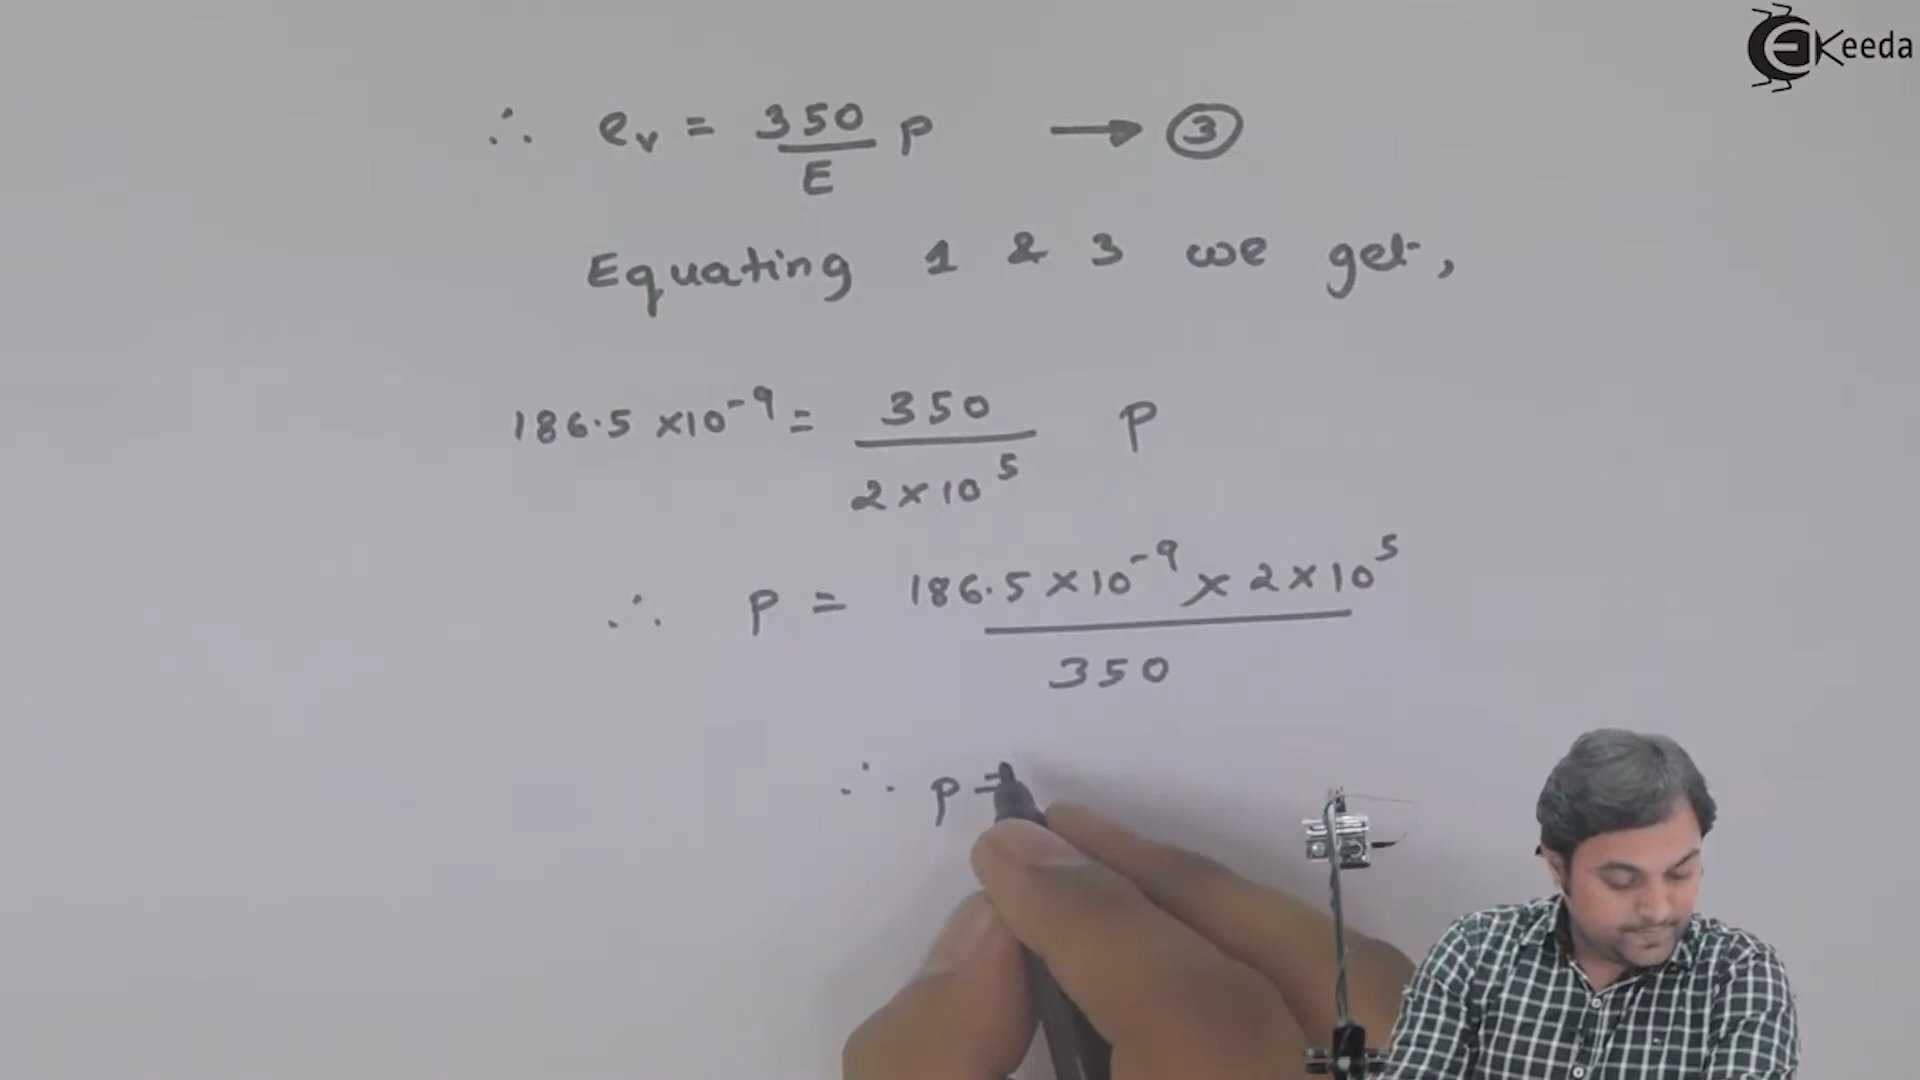 Keeda
∴ ev = 350/E p → ③
Equating 1 & 3 we get,
186.5 ×10⁻⁹ = 350/2×10⁵ p
∴ p = 186.5×10⁻⁹ × 2×10⁵/350
∴ p =